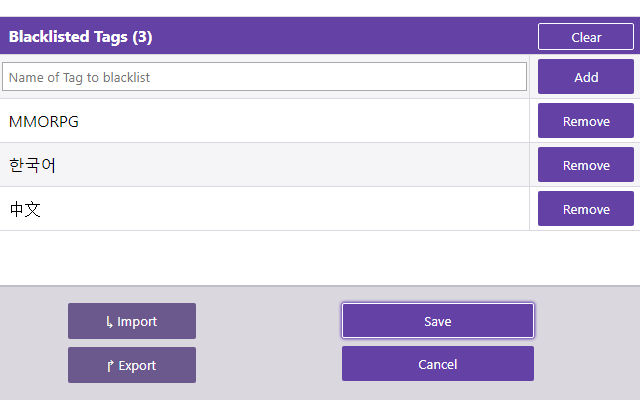 Blacklisted Tags (3) Clear
Name of Tag to blacklist Add
MMORPG Remove
한국어 Remove
中文 Remove
↳ Import Save
↱ Export Cancel